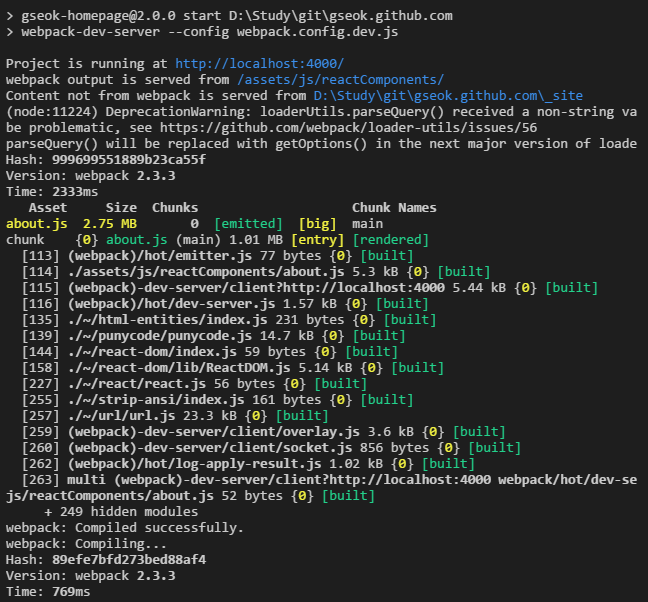 > gseok-homepage@2.0.0 start D:\Study\git\gseok.github.com
> webpack-dev-server --config webpack.config.dev.js
Project is running at http://localhost:4000/
webpack output is served from /assets/js/reactComponents/
Content not from webpack is served from D:\Study\git\gseok.github.com\_site
(node:11224) DeprecationWarning: loaderUtils.parseQuery() received a non-string va
be problematic, see https://github.com/webpack/loader-utils/issues/56
parseQuery() will be replaced with getOptions() in the next major version of loade
Hash: 999699551889b23ca55f
Version: webpack 2.3.3
Time: 2333ms
Asset Size Chunks Chunk Names
about.js 2.75 MB 0 [emitted] [big] main
chunk {0} about.js (main) 1.01 MB [entry] [rendered]
[113] (webpack)/hot/emitter.js 77 bytes {0} [built]
[114] ./assets/js/reactComponents/about.js 5.3 kB {0} [built]
[115] (webpack)-dev-server/client?http://localhost:4000 5.44 kB {0} [built]
[116] (webpack)/hot/dev-server.js 1.57 kB {0} [built]
[135] ./~/html-entities/index.js 231 bytes {0} [built]
[139] ./~/punycode/punycode.js 14.7 kB {0} [built]
[144] ./~/react-dom/index.js 59 bytes {0} [built]
[158] ./~/react-dom/lib/ReactDOM.js 5.14 kB {0} [built]
[227] ./~/react/react.js 56 bytes {0} [built]
[255] ./~/strip-ansi/index.js 161 bytes {0} [built]
[257] ./~/url/url.js 23.3 kB {0} [built]
[259] (webpack)-dev-server/client/overlay.js 3.6 kB {0} [built]
[260] (webpack)-dev-server/client/socket.js 856 bytes {0} [built]
[262] (webpack)/hot/log-apply-result.js 1.02 kB {0} [built]
[263] multi (webpack)-dev-server/client?http://localhost:4000 webpack/hot/dev-se
js/reactComponents/about.js 52 bytes {0} [built]
+ 249 hidden modules
webpack: Compiled successfully.
webpack: Compiling...
Hash: 89efe7bfd273bed88af4
Version: webpack 2.3.3
Time: 769ms